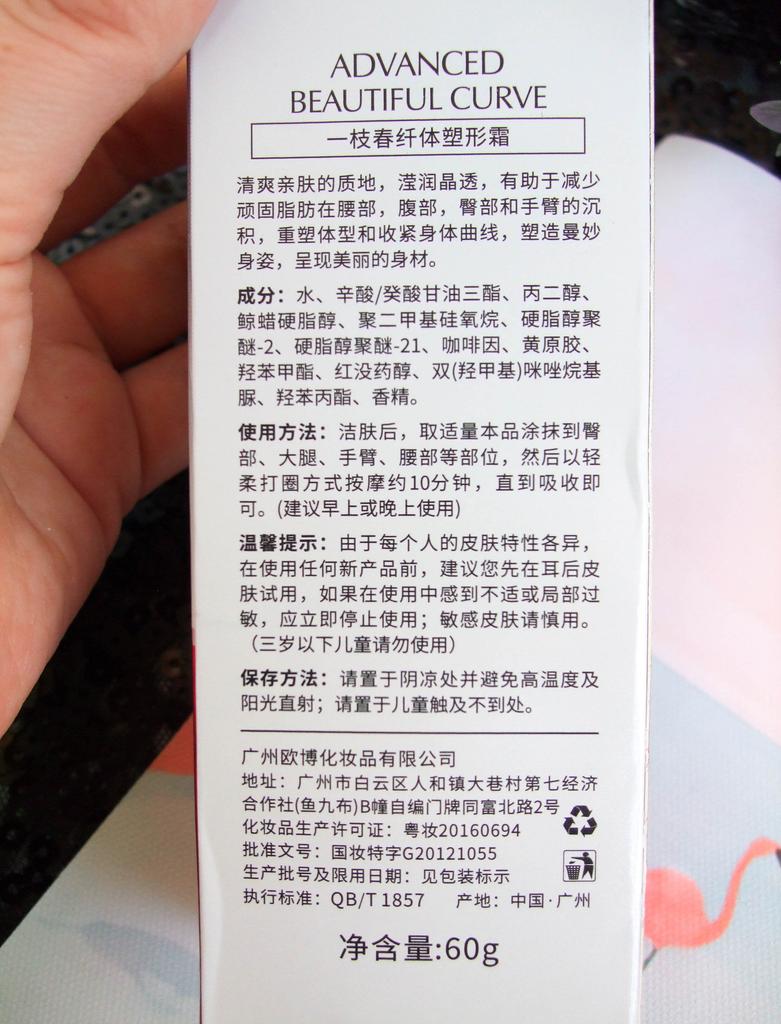 ADVANCED
BEAUTIFUL CURVE
一枝春纤体塑形霜
清爽亲肤的质地，滢润晶透，有助于减少
顽固脂肪在腰部，腹部，臀部和手臂的沉
积，重塑体型和收紧身体曲线，塑造曼妙
身姿，呈现美丽的身材。
成分：水、辛酸/癸酸甘油三酯、丙二醇、
鲸蜡硬脂醇、聚二甲基硅氧烷、硬脂醇聚
醚-2、硬脂醇聚醚-21、咖啡因、黄原胶、
羟苯甲酯、红没药醇、双(羟甲基)咪唑烷基
脲、羟苯丙酯、香精。
使用方法：洁肤后，取适量本品涂抹到臀
部、大腿、手臂、腰部等部位，然后以轻
柔打圈方式按摩约10分钟，直到吸收即
可。(建议早上或晚上使用)
温馨提示：由于每个人的皮肤特性各异，
在使用任何新产品前，建议您先在耳后皮
肤试用，如果在使用中感到不适或局部过
敏，应立即停止使用；敏感皮肤请慎用。
（三岁以下儿童请勿使用）
保存方法：请置于阴凉处并避免高温度及
阳光直射；请置于儿童触及不到处。
广州欧博化妆品有限公司
地址：广州市白云区人和镇大巷村第七经济
合作社(鱼九布)B幢自编门牌同富北路2号
化妆品生产许可证：粤妆20160694
批准文号：国妆特字G20121055
生产批号及限用日期：见包装标示
执行标准：QB/T 1857 产地：中国·广州
净含量:60g